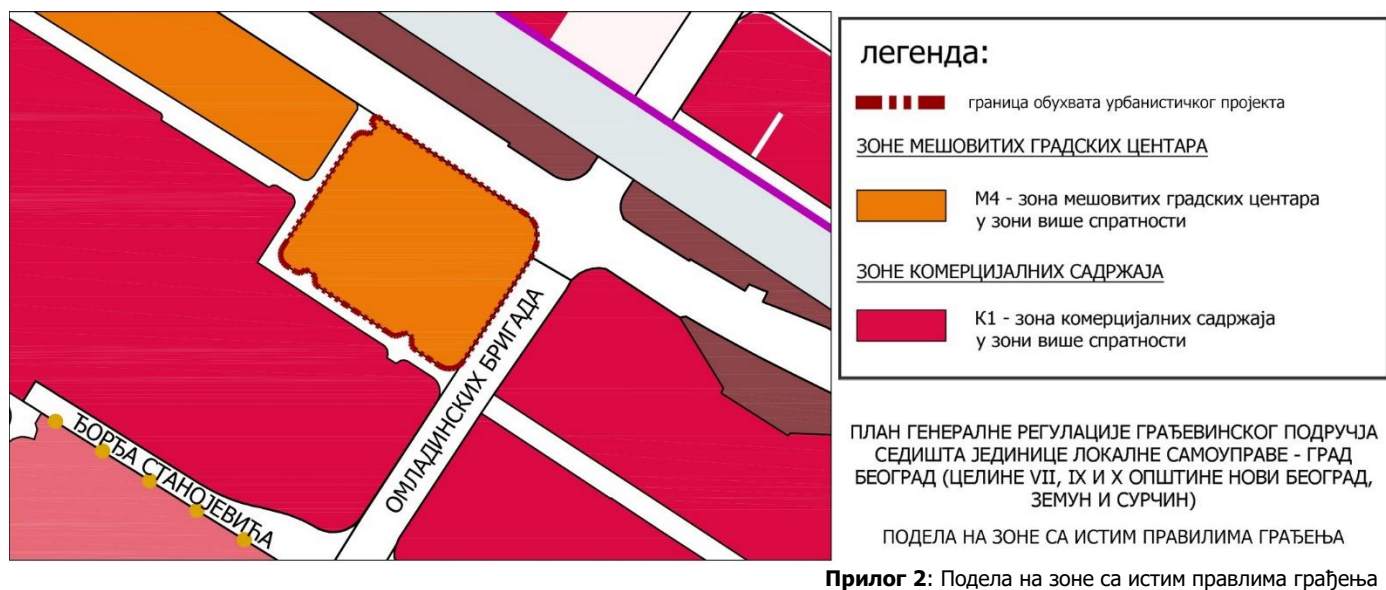 ЂОРЂА СТАНОЈЕВИЋА
ОМЛАДИНСКИХ БРИГАДА
легенда:
граница обухвата урбанистичког пројекта
ЗОНЕ МЕШОВИТИХ ГРАДСКИХ ЦЕНТАРА
М4 - зона мешовитих градских центара
у зони више спратности
ЗОНЕ КОМЕРЦИЈАЛНИХ САДРЖАЈА
К1 - зона комерцијалних садржаја
у зони више спратности
ПЛАН ГЕНЕРАЛНЕ РЕГУЛАЦИЈЕ ГРАЂЕВИНСКОГ ПОДРУЧЈА
СЕДИШТА ЈЕДИНИЦЕ ЛОКАЛНЕ САМОУПРАВЕ - ГРАД
БЕОГРАД (ЦЕЛИНЕ VII, IX И X ОПШТИНЕ НОВИ БЕОГРАД,
ЗЕМУН И СУРЧИН)
ПОДЕЛА НА ЗОНЕ СА ИСТИМ ПРАВИЛИМА ГРАЂЕЊА
Прилог 2: Подела на зоне са истим правлима грађења